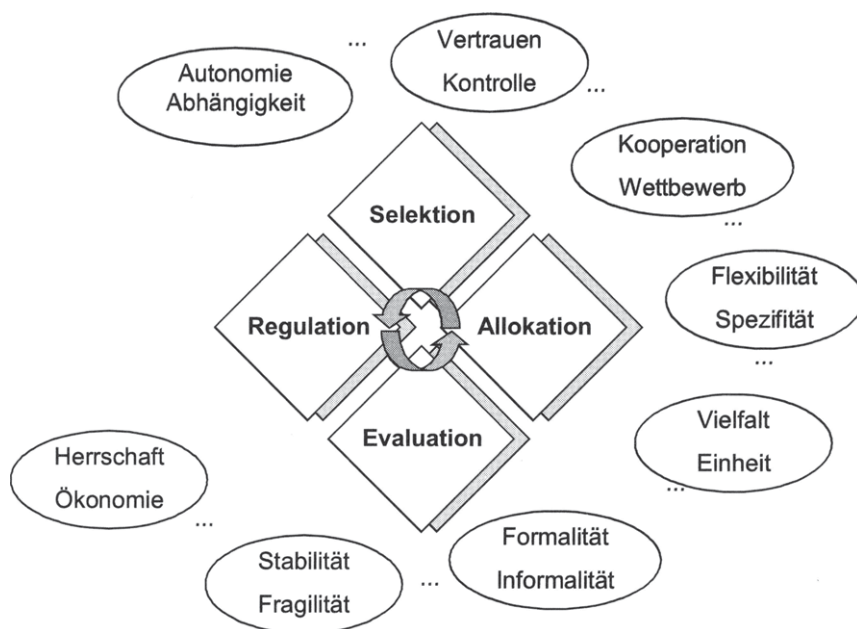 ...
Vertrauen
Kontrolle
...
Autonomie
Abhängigkeit
Kooperation
Wettbewerb
...
Selektion
Flexibilität
Spezifität
...
Regulation
Allokation
Vielfalt
Einheit
...
Evaluation
Herrschaft
Ökonomie
...
Stabilität
Fragilität
...
Formalität
Informalität